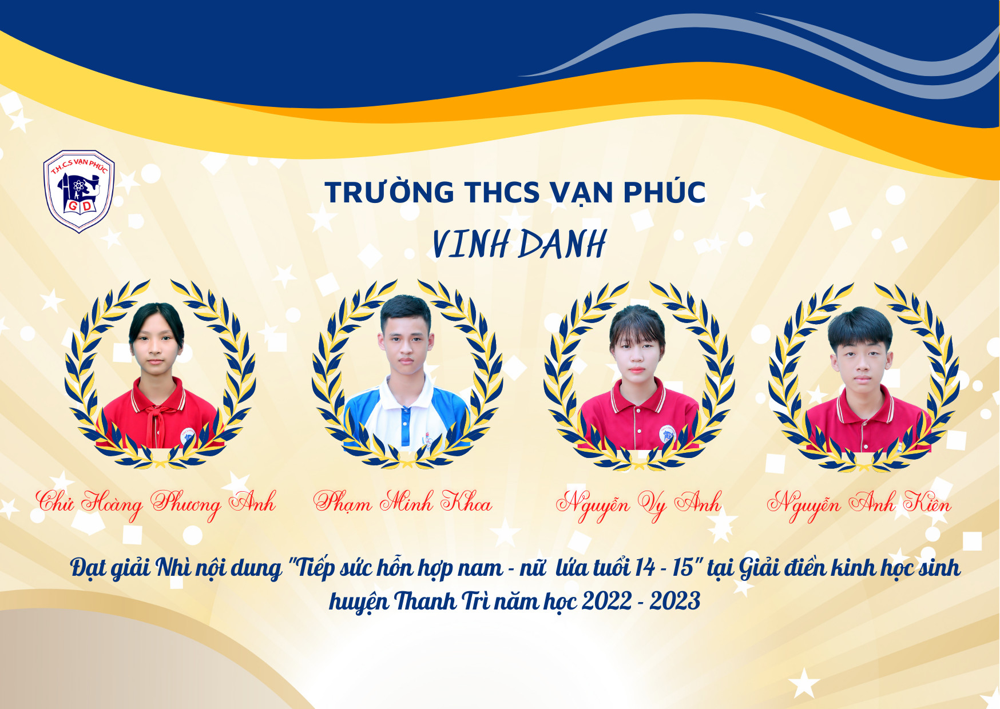 T.H.C.S VẠN PHÚC
GD
TRƯỜNG THCS VẠN PHÚC
VINH DANH
Chử Hoàng Phương Anh
Phạm Minh Khoa
Nguyễn Vy Anh
Nguyễn Anh Kiên
Đạt giải Nhì nội dung "Tiếp sức hỗn hợp nam - nữ lứa tuổi 14 - 15" tại Giải điền kinh học sinh
huyện Thanh Trì năm học 2022 - 2023